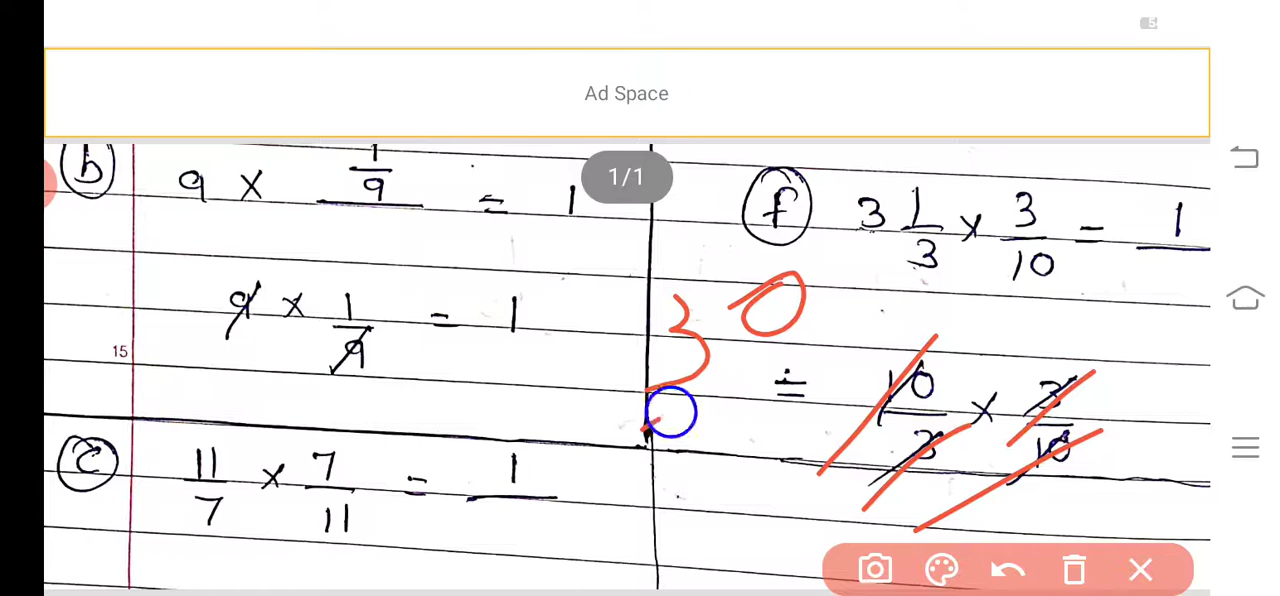 5
Ad Space
1/1
b 9 × 1/9 = 1
9 × 1/9 = 1
15
c 11/7 × 7/11 = 1
f 3 1/3 × 3/10 = 1
= 10/3 × 3/10
30